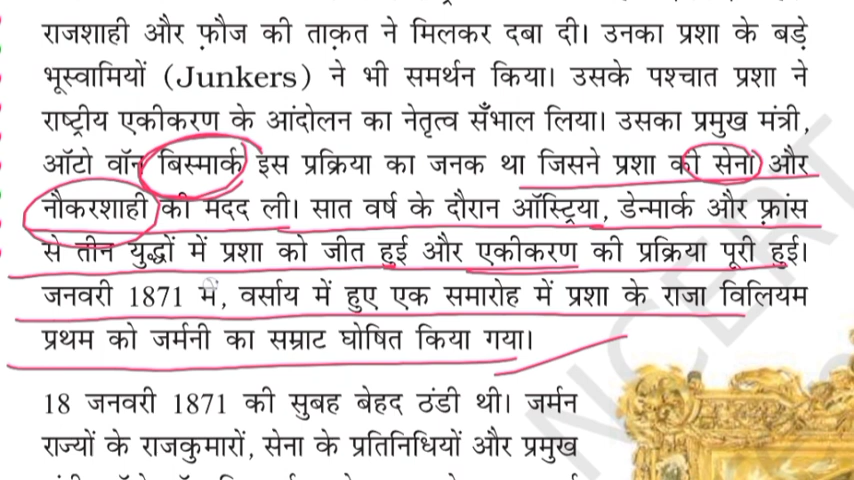 राजशाही और फ़ौज की ताक़त ने मिलकर दबा दी। उनका प्रशा के बड़े
भूस्वामियों (Junkers) ने भी समर्थन किया। उसके पश्चात प्रशा ने
राष्ट्रीय एकीकरण के आंदोलन का नेतृत्व सँभाल लिया। उसका प्रमुख मंत्री,
ऑटो वॉन बिस्मार्क इस प्रक्रिया का जनक था जिसने प्रशा की सेना और
नौकरशाही की मदद ली। सात वर्ष के दौरान ऑस्ट्रिया, डेन्मार्क और फ़्रांस
से तीन युद्धों में प्रशा को जीत हुई और एकीकरण की प्रक्रिया पूरी हुई।
जनवरी 1871 में, वर्साय में हुए एक समारोह में प्रशा के राजा विलियम
प्रथम को जर्मनी का सम्राट घोषित किया गया।
18 जनवरी 1871 की सुबह बेहद ठंडी थी। जर्मन
राज्यों के राजकुमारों, सेना के प्रतिनिधियों और प्रमुख
NCERT